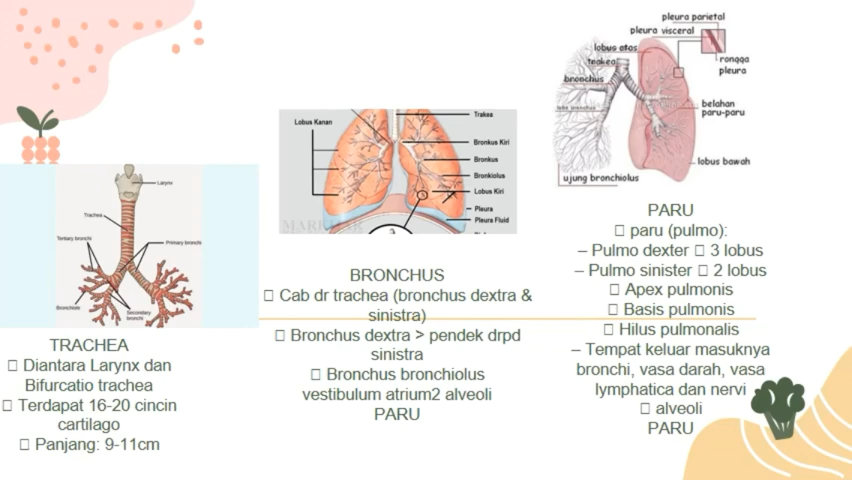 Larynx
Trachea
Tertiary bronchi
Primary bronchi
Bronchiole
Secondary
bronchi
TRACHEA
□ Diantara Larynx dan
Bifurcatio trachea
□ Terdapat 16-20 cincin
cartilago
□ Panjang: 9-11cm
Lobus Kanan
Trakea
Bronkus Kiri
Bronkus
Bronkiolus
Lobus Kiri
Pleura
Pleura Fluid
BRONCHUS
□ Cab dr trachea (bronchus dextra &
sinistra)
□ Bronchus dextra > pendek drpd
sinistra
□ Bronchus bronchiolus
vestibulum atrium2 alveoli
PARU
pleura parietal
pleura visceral
lobus atas
trakea
rongga
pleura
bronchus
belahan
paru-paru
lobus bawah
ujung bronchiolus
PARU
□ paru (pulmo):
– Pulmo dexter □ 3 lobus
– Pulmo sinister □ 2 lobus
□ Apex pulmonis
□ Basis pulmonis
□ Hilus pulmonalis
– Tempat keluar masuknya
bronchi, vasa darah, vasa
lymphatica dan nervi
□ alveoli
PARU